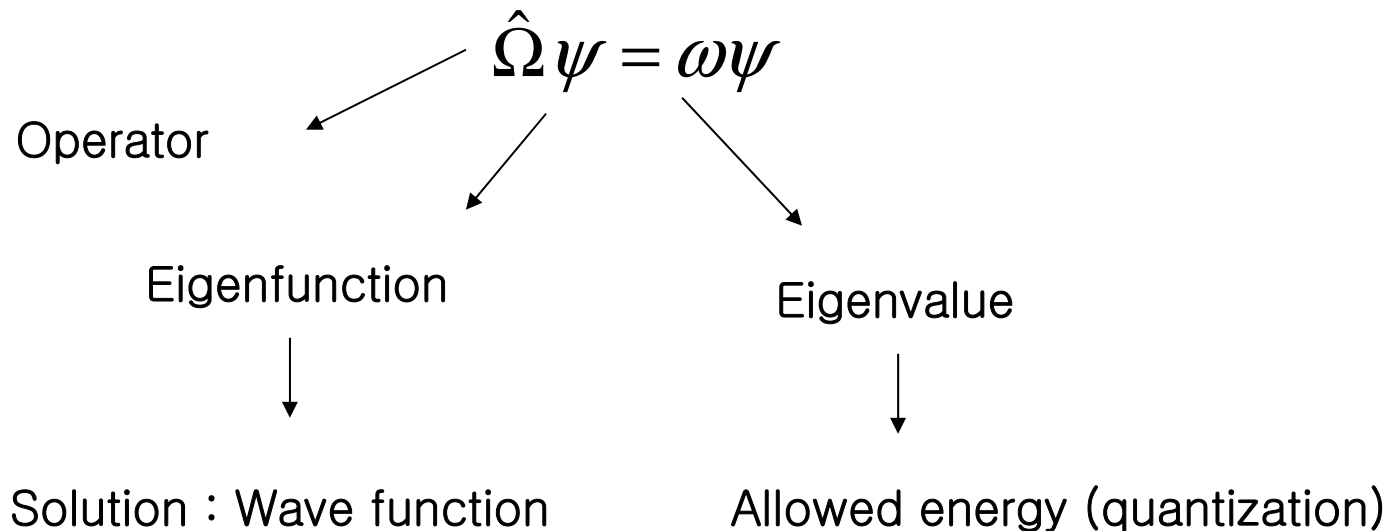 Ω̂ψ = ωψ
Operator
Eigenfunction
Eigenvalue
Solution : Wave function
Allowed energy (quantization)